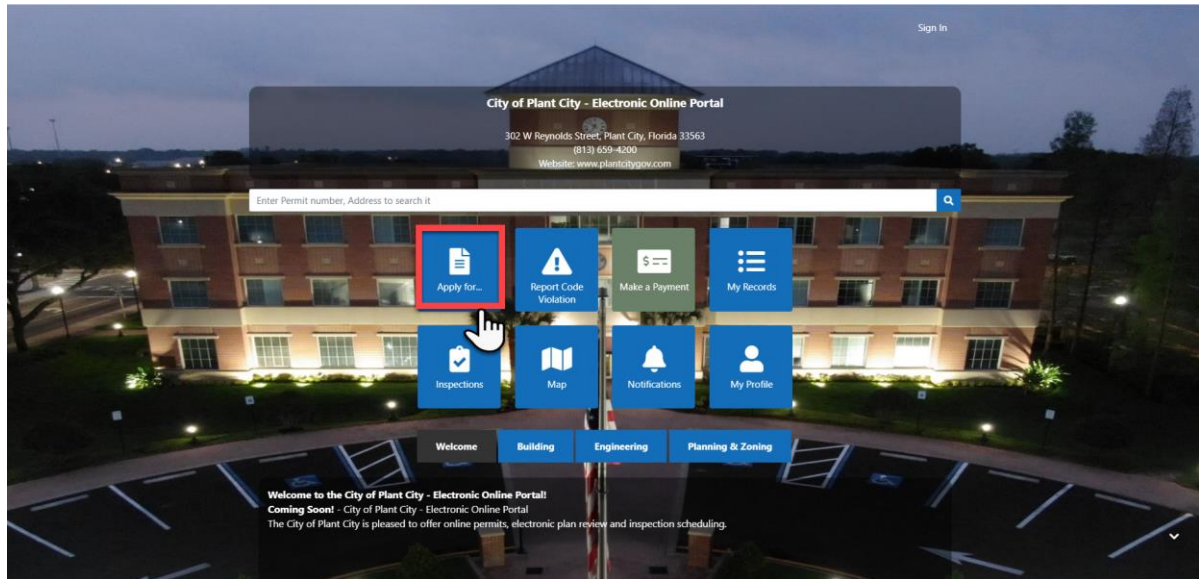 Sign In
City of Plant City - Electronic Online Portal
302 W Reynolds Street, Plant City, Florida 33563
(813) 659-4200
Website: www.plantcitygov.com
Enter Permit number, Address to search it
Apply for...
Report Code
Violation
Make a Payment
My Records
Inspections
Map
Notifications
My Profile
Welcome
Building
Engineering
Planning & Zoning
Welcome to the City of Plant City - Electronic Online Portal!
Coming Soon! - City of Plant City - Electronic Online Portal
The City of Plant City is pleased to offer online permits, electronic plan review and inspection scheduling.